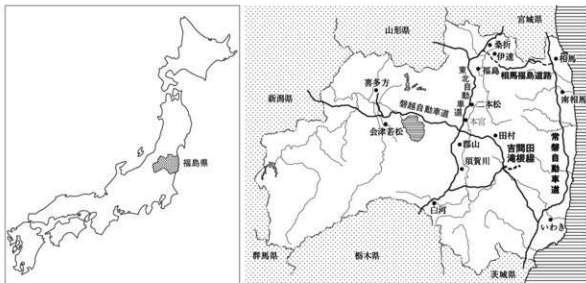 福島県
山形県
宮城県
桑折
伊達
相馬
福島
相馬福島道路
東北自動車道
喜多方
南相馬
新潟県
二本松
磐越自動車道
本宮
会津若松
田村
郡山
吉間田
滝根線
常磐自動車道
須賀川
白河
いわき
群馬県
栃木県
茨城県